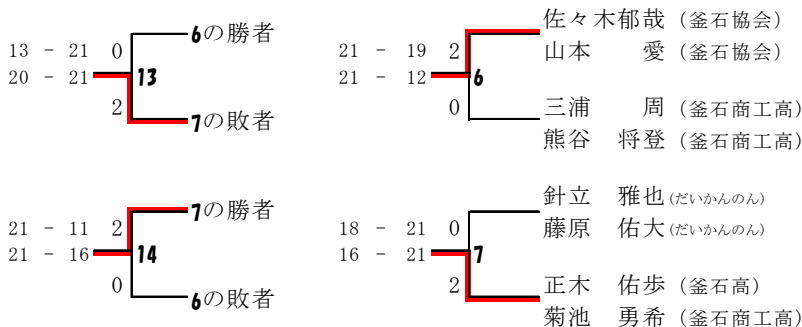 6の勝者
13 - 21 0
20 - 21 13
2
7の敗者
佐々木郁哉 (釜石協会)
21 - 19 2 山本 愛 (釜石協会)
21 - 12 6
0 三浦 周 (釜石商工高)
熊谷 将登 (釜石商工高)
7の勝者
21 - 11 2
21 - 16 14
0
6の敗者
針立 雅也 (だいかんのん)
18 - 21 0 藤原 佑大 (だいかんのん)
16 - 21 7
2 正木 佑歩 (釜石高)
菊池 勇希 (釜石商工高)